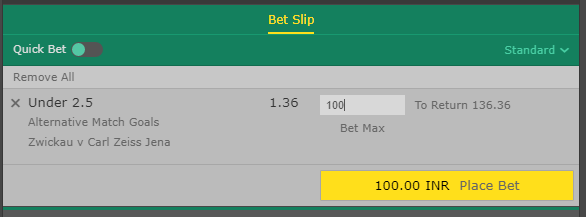 Bet Slip
Quick Bet Standard
Remove All
Under 2.5 1.36 100 To Return 136.36
Alternative Match Goals Bet Max
Zwickau v Carl Zeiss Jena
100.00 INR Place Bet